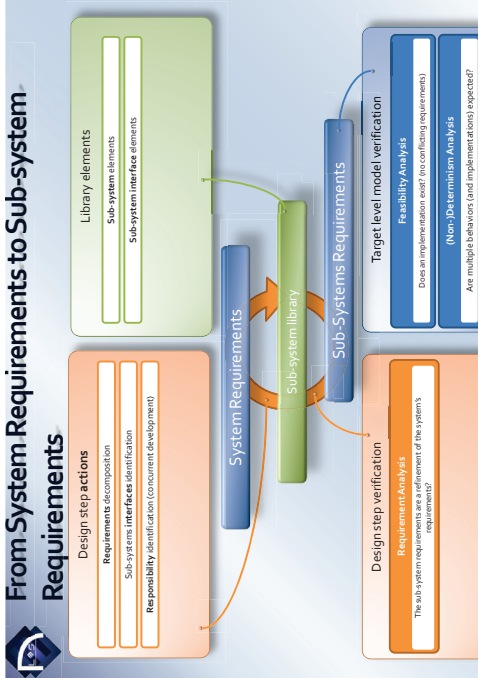 From System Requirements to Sub-system
Requirements
Design step actions
Requirements decomposition
Sub-systems interfaces identification
Responsibility identification (concurrent development)
Library elements
Sub-system elements
Sub-system interface elements
System Requirements
Sub-system library
Sub-Systems Requirements
Design step verification
Requirement Analysis
The sub-system requirements are a refinement of the system's
requirements?
Target level model verification
Feasibility Analysis
Does an implementation exist? (no conflicting requirements)
(Non-)Determinism Analysis
Are multiple behaviors (and implementations) expected?